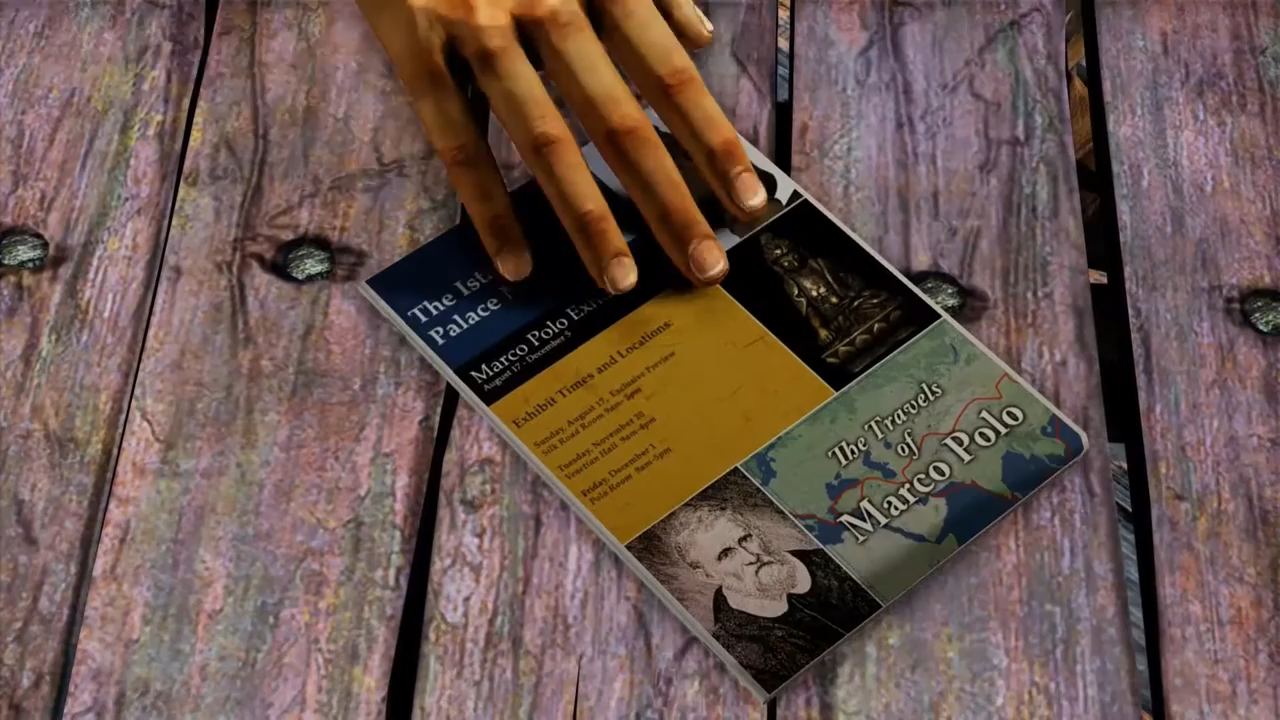 The Ist
Palace
Marco Polo Exh
August 17 - December 5
Exhibit Times and Locations:
Sunday, August 17, Exclusive Preview
Silk Road Room 9am-5pm
Tuesday, November 20
Venetian Hall 9am-4pm
Friday, December 1
Polo Room 9am-5pm
The Travels
of
Marco Polo